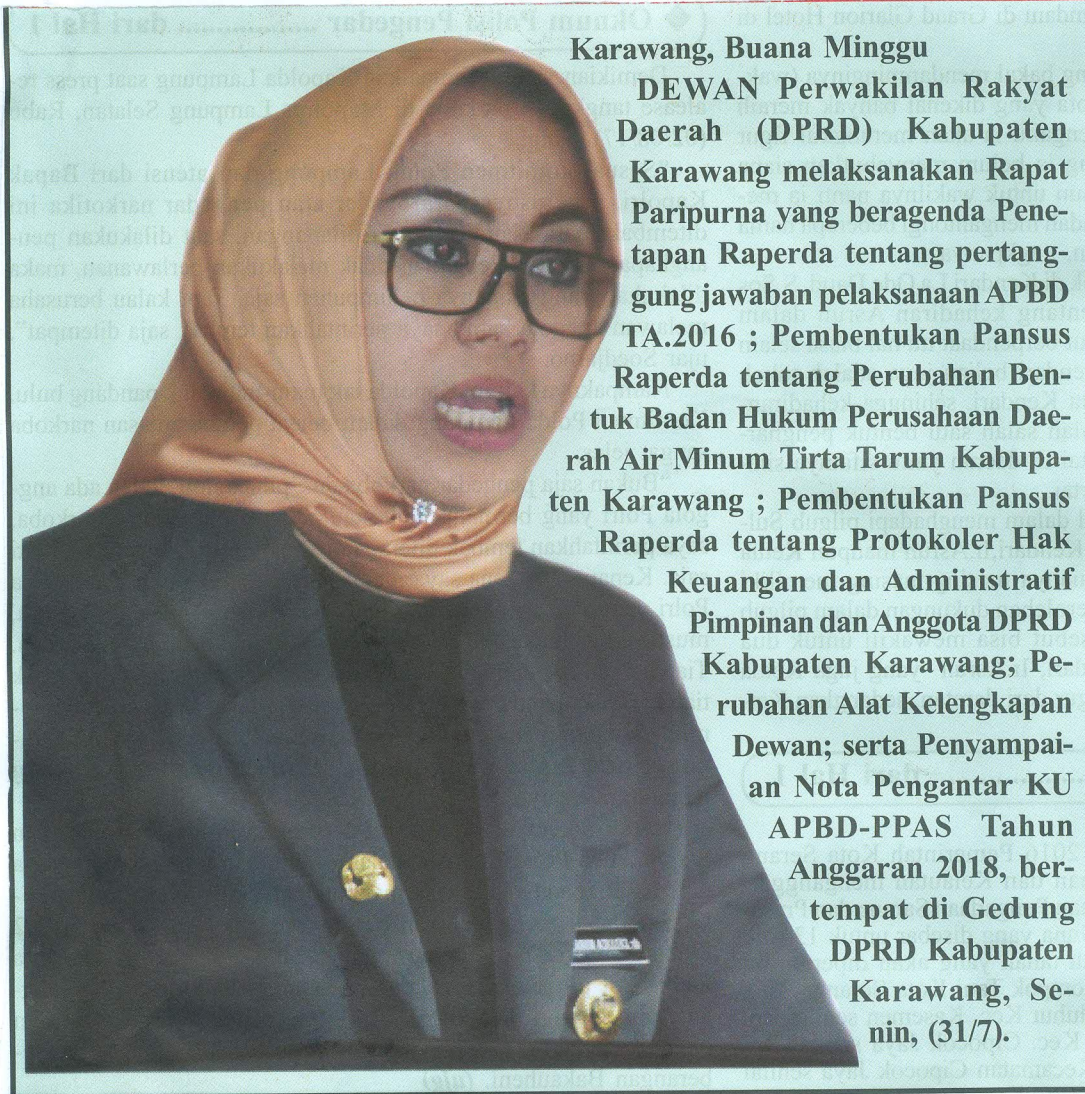 Karawang, Buana Minggu
DEWAN Perwakilan Rakyat
Daerah (DPRD) Kabupaten
Karawang melaksanakan Rapat
Paripurna yang beragenda Pene-
tapan Raperda tentang pertang-
gung jawaban pelaksanaan APBD
TA.2016 ; Pembentukan Pansus
Raperda tentang Perubahan Ben-
tuk Badan Hukum Perusahaan Dae-
rah Air Minum Tirta Tarum Kabupa-
ten Karawang ; Pembentukan Pansus
Raperda tentang Protokoler Hak
Keuangan dan Administratif
Pimpinan dan Anggota DPRD
Kabupaten Karawang; Pe-
rubahan Alat Kelengkapan
Dewan; serta Penyampai-
an Nota Pengantar KU
APBD-PPAS Tahun
Anggaran 2018, ber-
tempat di Gedung
DPRD Kabupaten
Karawang, Se-
nin, (31/7).